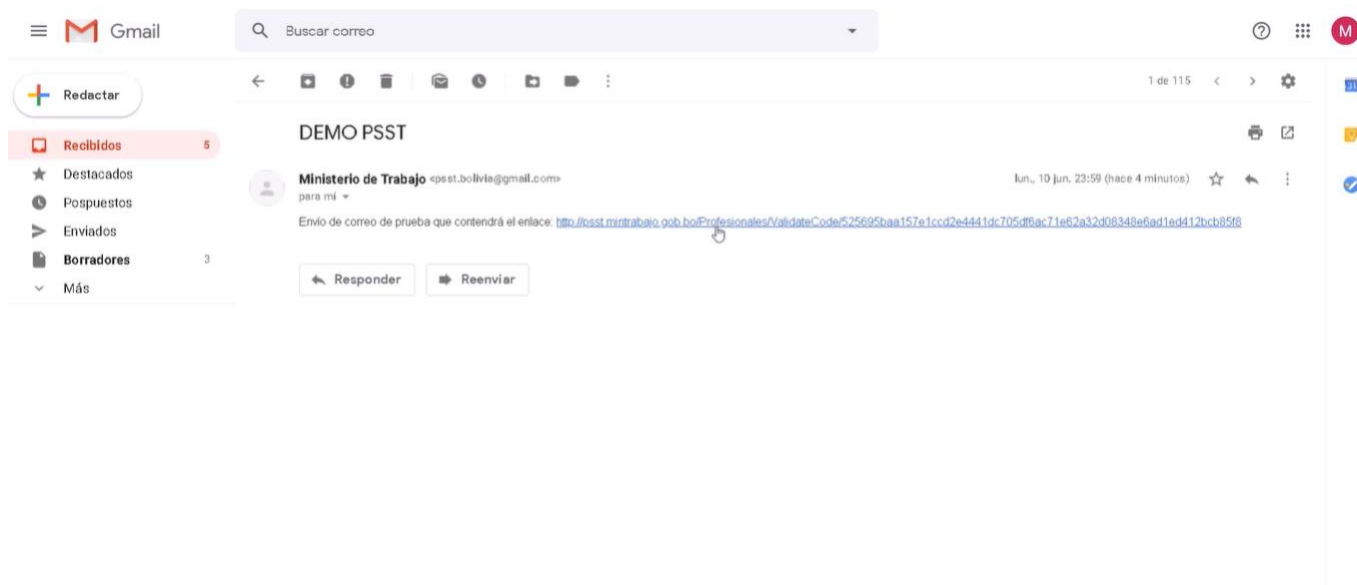 Gmail
Buscar correo
M
Redactar
1 de 115
31
Recibidos 5
DEMO PSST
Destacados
Ministerio de Trabajo <psst.bolivia@gmail.com>
lun., 10 jun. 23:59 (hace 4 minutos)
para mí
Pospuestos
Envío de correo de prueba que contendrá el enlace: http://psst.mintrabajo.gob.bo/Profesionales/ValidateCode/525695baa157e1ccd2e4441dc705df6ac71e62a32d08348e6ad1ed412bcb85f8
Enviados
Borradores 3
Más
Responder
Reenviar